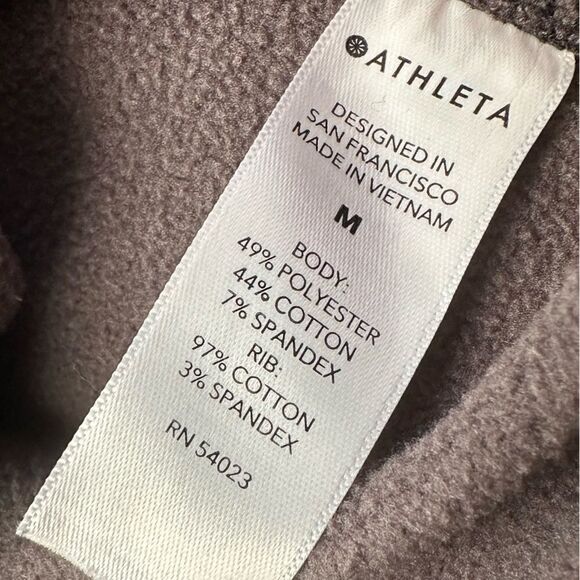 ATHLETA
DESIGNED IN
SAN FRANCISCO
MADE IN VIETNAM
M
BODY:
49% POLYESTER
44% COTTON
7% SPANDEX
RIB:
97% COTTON
3% SPANDEX
RN 54023